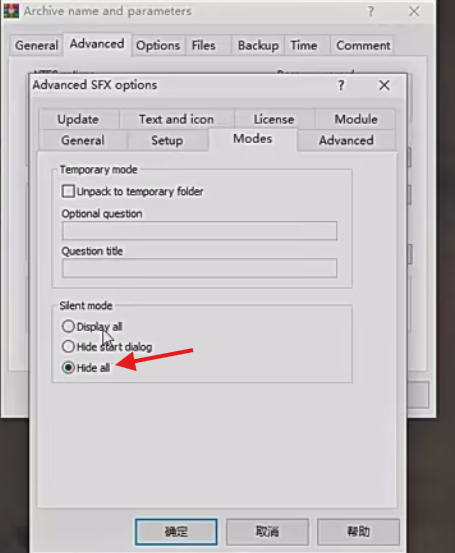 Archive name and parameters ?
General Advanced Options Files Backup Time Comment
Advanced SFX options ?
Update Text and icon License Module
General Setup Modes Advanced
Temporary mode
Unpack to temporary folder
Optional question
Question title
Silent mode
Display all
Hide start dialog
Hide all
确定 取消 帮助